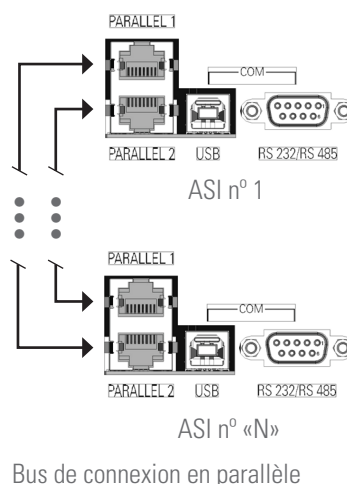 PARALLEL 1
COM
PARALLEL 2 USB RS 232/RS 485
ASI nº 1
PARALLEL 1
COM
PARALLEL 2 USB RS 232/RS 485
ASI nº «N»
Bus de connexion en parallèle